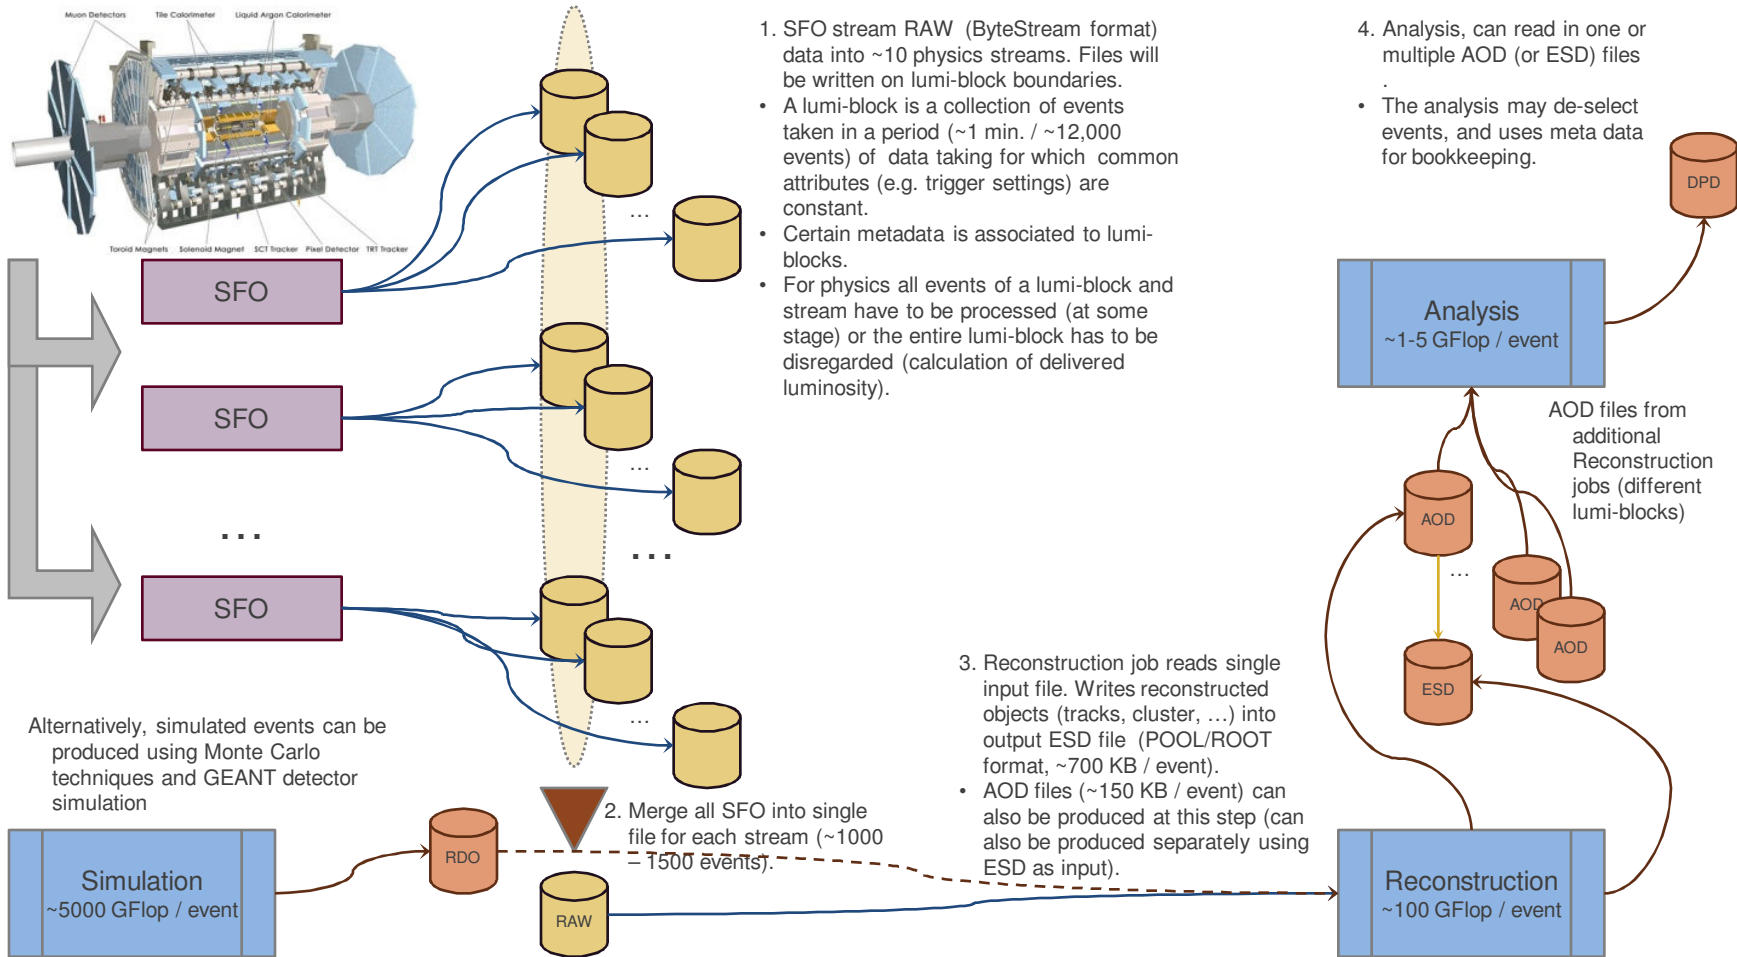 Muon Detectors
Tile Calorimeter
Liquid Argon Calorimeter
Toroid Magnets
Solenoid Magnet
SCT Tracker
Pixel Detector
TRT Tracker
SFO
SFO
...
SFO
...
...
...
...
1. SFO stream RAW (ByteStream format)
data into ~10 physics streams. Files will
be written on lumi-block boundaries.
• A lumi-block is a collection of events
taken in a period (~1 min. / ~12,000
events) of data taking for which common
attributes (e.g. trigger settings) are
constant.
• Certain metadata is associated to lumi-
blocks.
• For physics all events of a lumi-block and
stream have to be processed (at some
stage) or the entire lumi-block has to be
disregarded (calculation of delivered
luminosity).
Alternatively, simulated events can be
produced using Monte Carlo
techniques and GEANT detector
simulation
Simulation
~5000 GFlop / event
RDO
2. Merge all SFO into single
file for each stream (~1000
– 1500 events).
RAW
3. Reconstruction job reads single
input file. Writes reconstructed
objects (tracks, cluster, …) into
output ESD file (POOL/ROOT
format, ~700 KB / event).
• AOD files (~150 KB / event) can
also be produced at this step (can
also be produced separately using
ESD as input).
Reconstruction
~100 GFlop / event
4. Analysis, can read in one or
multiple AOD (or ESD) files
.
• The analysis may de-select
events, and uses meta data
for bookkeeping.
DPD
Analysis
~1-5 GFlop / event
AOD files from
additional
Reconstruction
jobs (different
lumi-blocks)
AOD
...
AOD
AOD
ESD